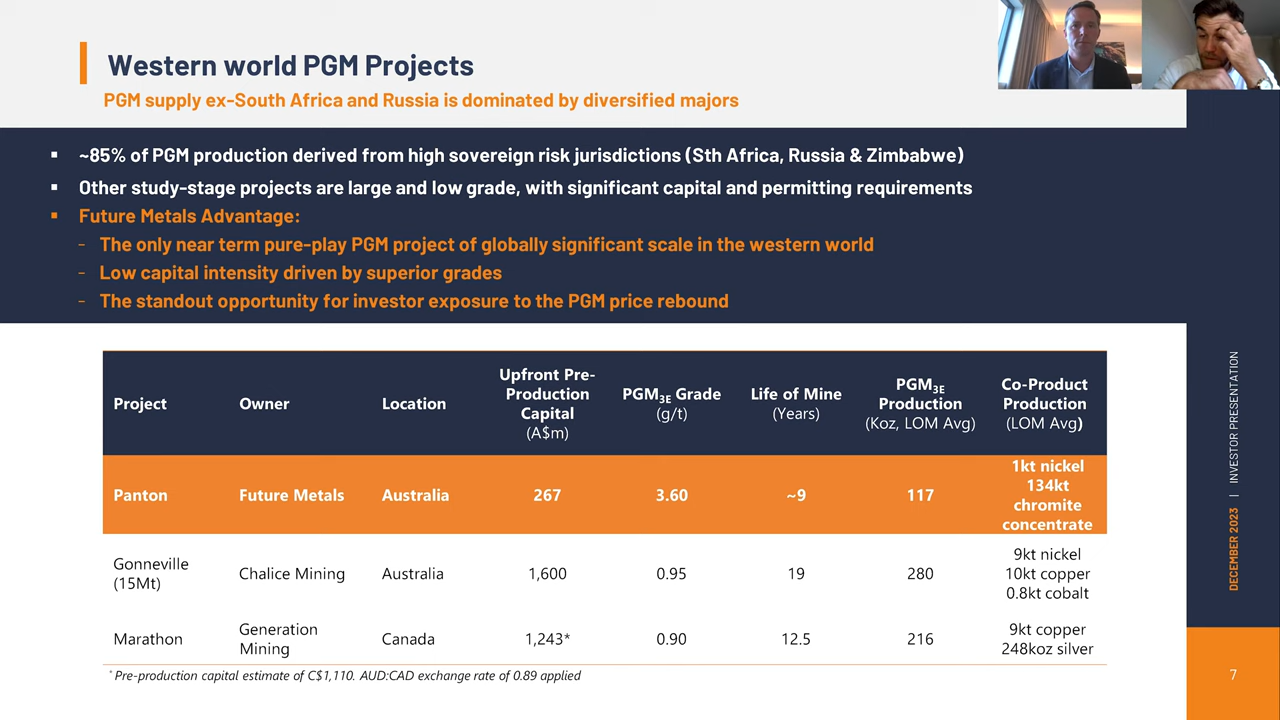 Western world PGM Projects
PGM supply ex-South Africa and Russia is dominated by diversified majors
▪ ~85% of PGM production derived from high sovereign risk jurisdictions (Sth Africa, Russia & Zimbabwe)
▪ Other study-stage projects are large and low grade, with significant capital and permitting requirements
▪ Future Metals Advantage:
- The only near term pure-play PGM project of globally significant scale in the western world
- Low capital intensity driven by superior grades
- The standout opportunity for investor exposure to the PGM price rebound
Project
Owner
Location
Upfront Pre-
Production
Capital
(A$m)
PGM3E Grade
(g/t)
Life of Mine
(Years)
PGM3E
Production
(Koz, LOM Avg)
Co-Product
Production
(LOM Avg)
Panton
Future Metals
Australia
267
3.60
~9
117
1kt nickel
134kt
chromite
concentrate
Gonneville
(15Mt)
Chalice Mining
Australia
1,600
0.95
19
280
9kt nickel
10kt copper
0.8kt cobalt
Marathon
Generation
Mining
Canada
1,243*
0.90
12.5
216
9kt copper
248koz silver
* Pre-production capital estimate of C$1,110. AUD:CAD exchange rate of 0.89 applied
DECEMBER 2023 | INVESTOR PRESENTATION
7